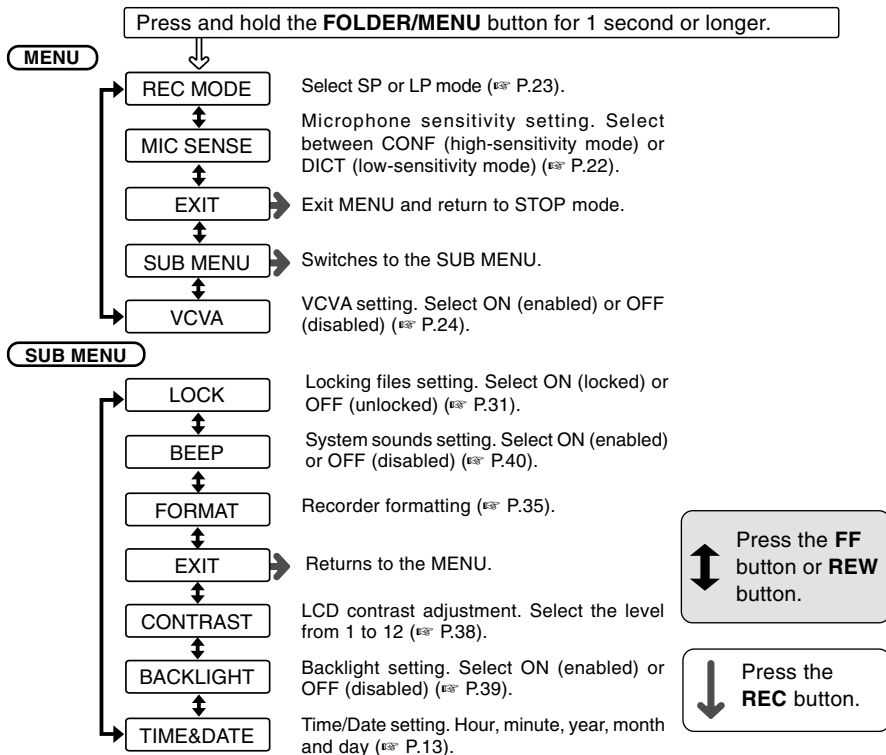 Press and hold the FOLDER/MENU button for 1 second or longer.
MENU
REC MODE
Select SP or LP mode (☞ P.23).
MIC SENSE
Microphone sensitivity setting. Select
between CONF (high-sensitivity mode) or
DICT (low-sensitivity mode) (☞ P.22).
EXIT
Exit MENU and return to STOP mode.
SUB MENU
Switches to the SUB MENU.
VCVA
VCVA setting. Select ON (enabled) or OFF
(disabled) (☞ P.24).
SUB MENU
LOCK
Locking files setting. Select ON (locked) or
OFF (unlocked) (☞ P.31).
BEEP
System sounds setting. Select ON (enabled)
or OFF (disabled) (☞ P.40).
FORMAT
Recorder formatting (☞ P.35).
EXIT
Returns to the MENU.
CONTRAST
LCD contrast adjustment. Select the level
from 1 to 12 (☞ P.38).
BACKLIGHT
Backlight setting. Select ON (enabled) or
OFF (disabled) (☞ P.39).
TIME&DATE
Time/Date setting. Hour, minute, year, month
and day (☞ P.13).
Press the FF
button or REW
button.
Press the
REC button.